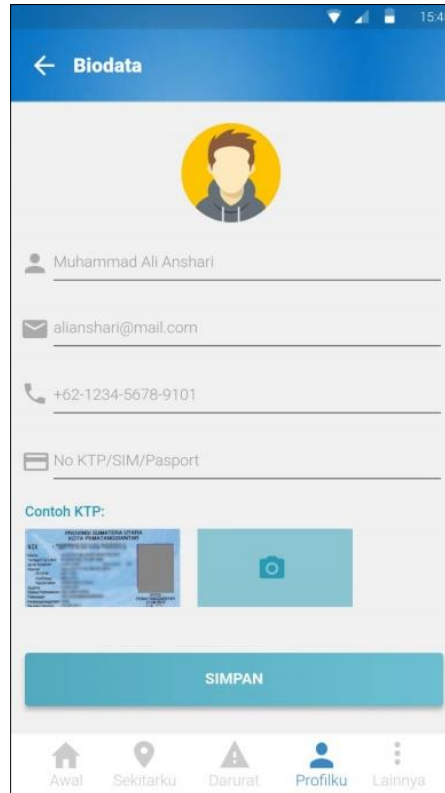 15:4
Biodata
Muhammad Ali Anshari
alianshari@mail.com
+62-1234-5678-9101
No KTP/SIM/Pasport
Contoh KTP:
PROVINSI SUMATERA UTARA
KOTA PEMATANGSIANTAR
NIK
SIMPAN
Awal
Sekitarku
Darurat
Profilku
Lainnya